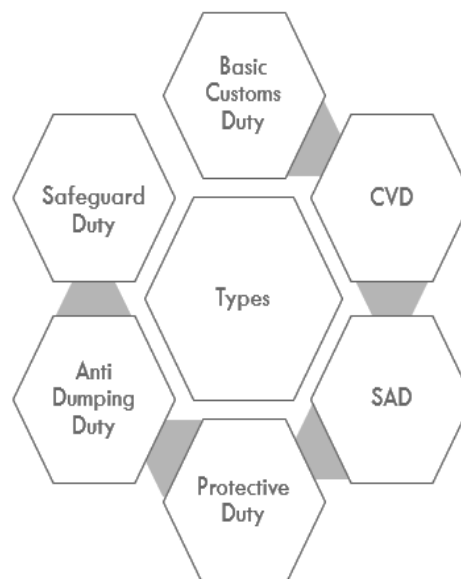 Basic
Customs
Duty
CVD
SAD
Protective
Duty
Anti
Dumping
Duty
Safeguard
Duty
Types